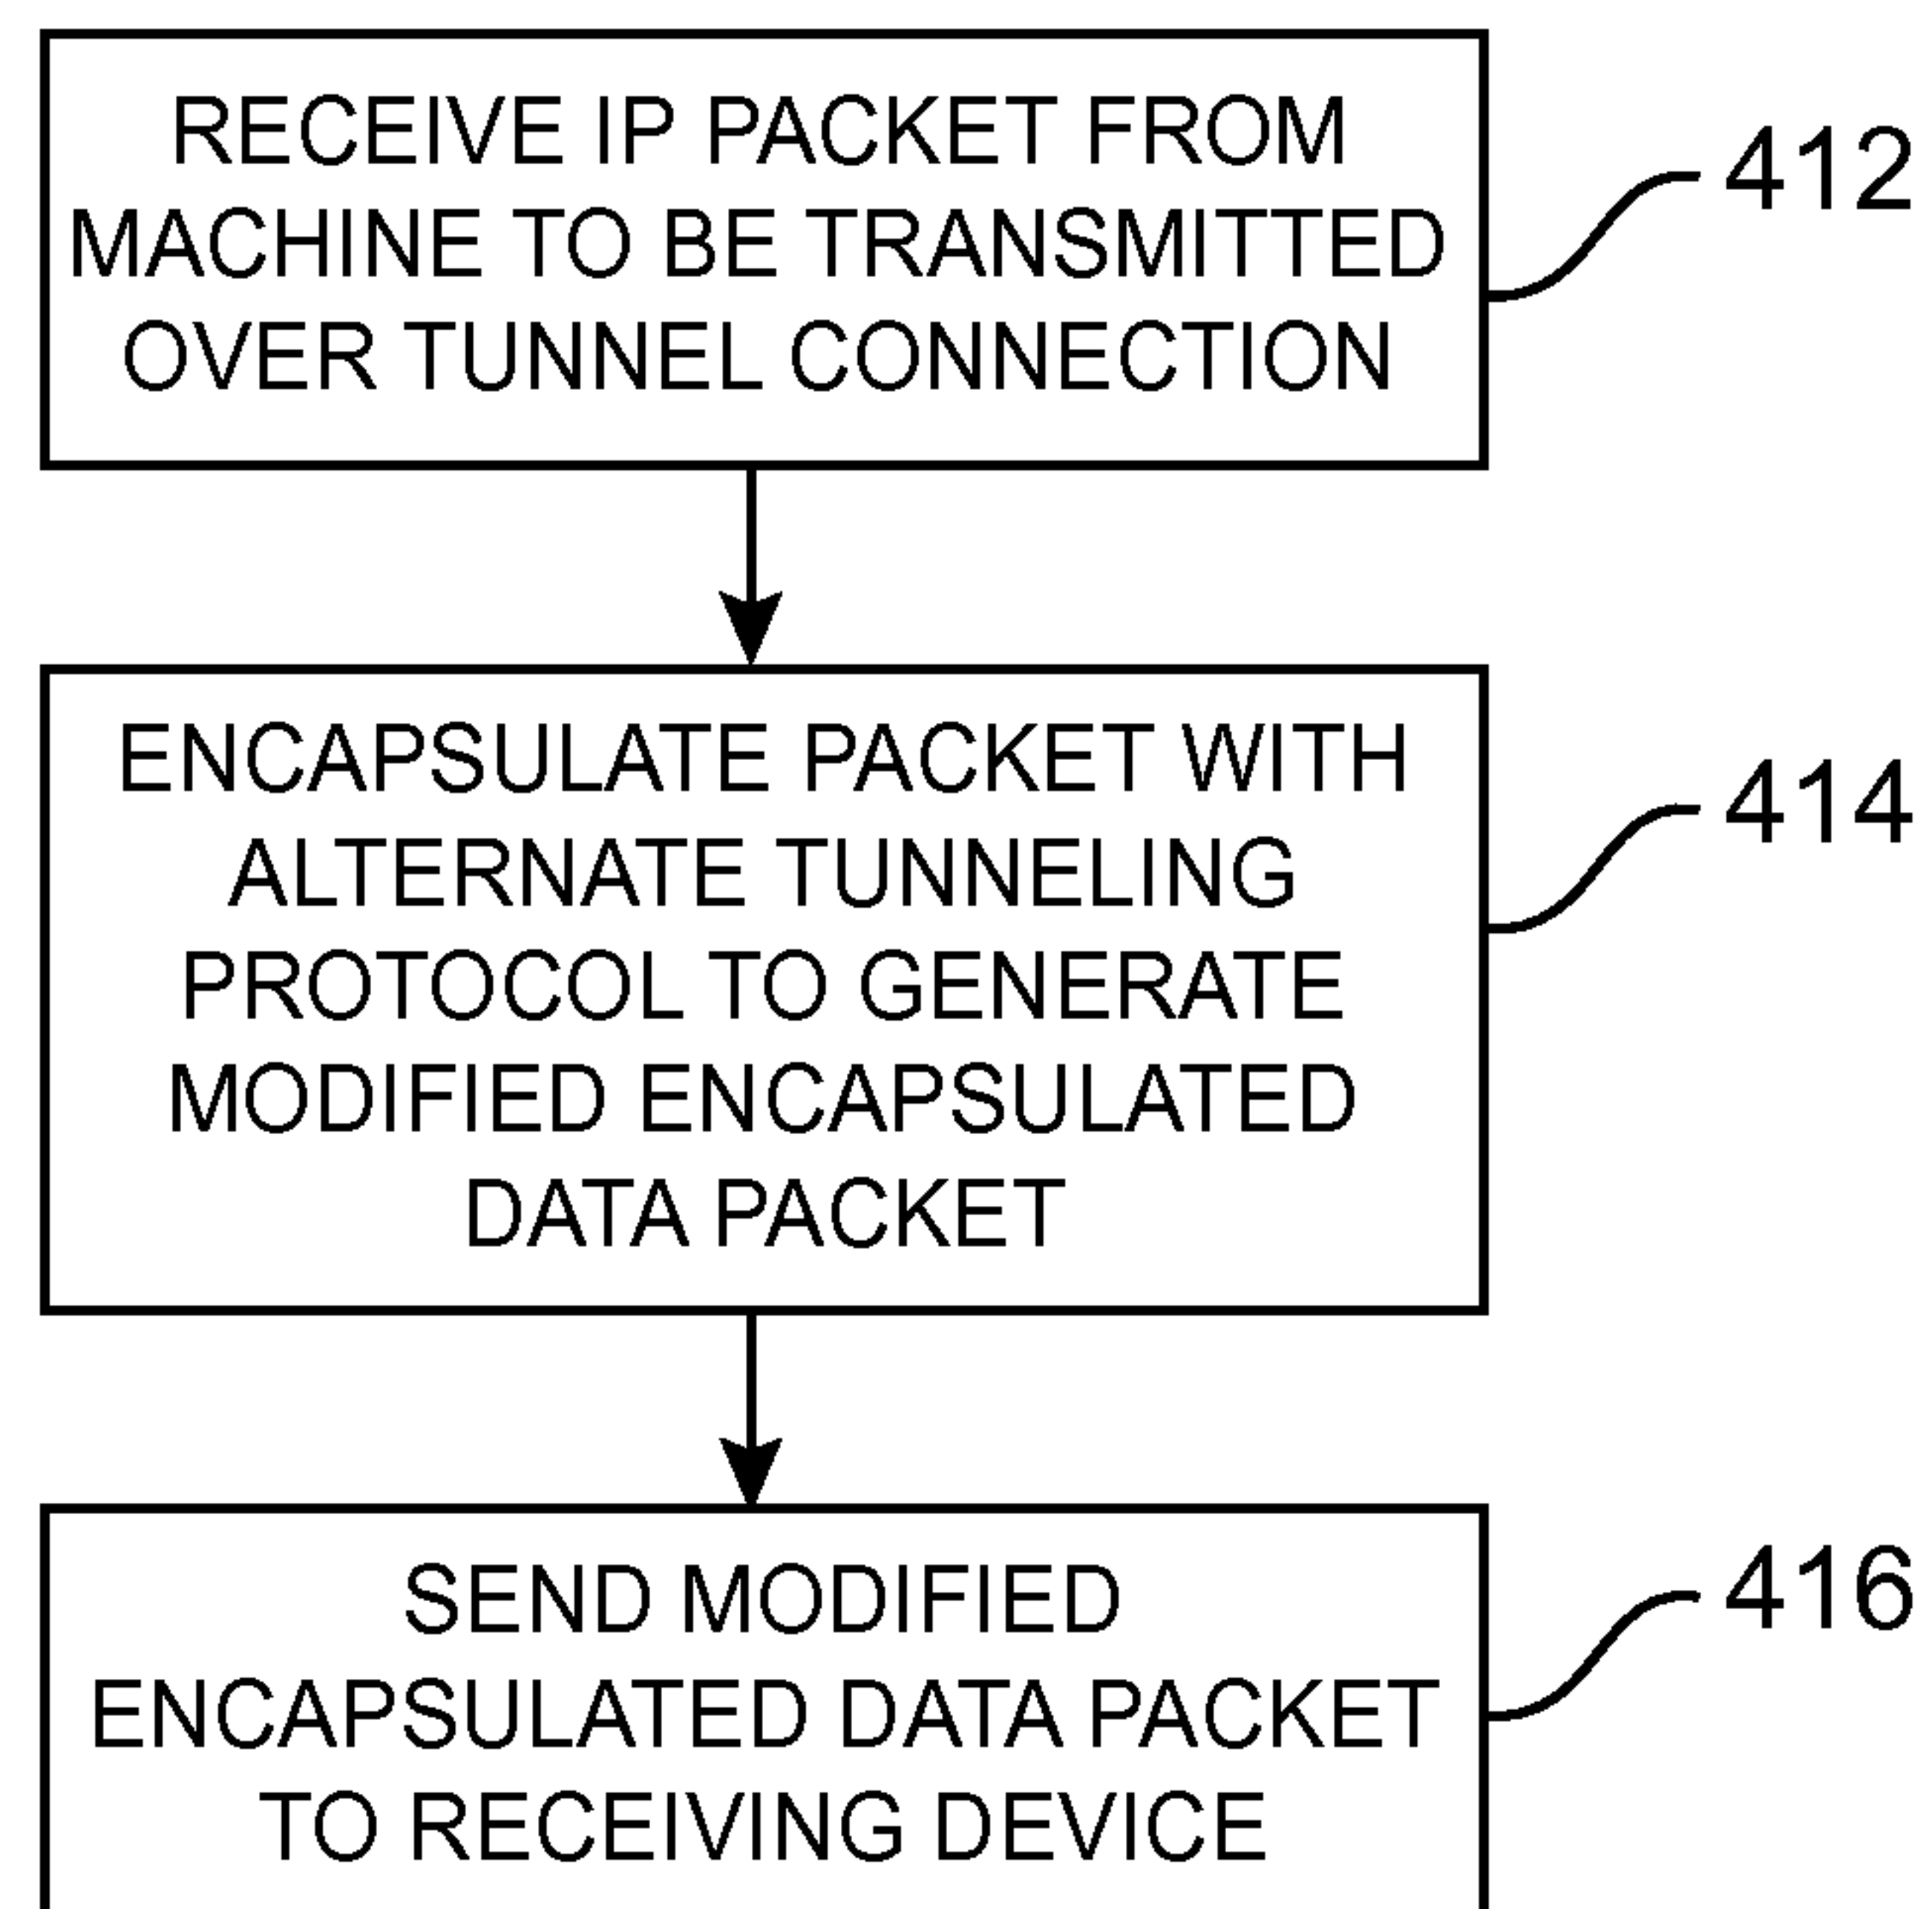 RECEIVE IP PACKET FROM
MACHINE TO BE TRANSMITTED
OVER TUNNEL CONNECTION
412
ENCAPSULATE PACKET WITH
ALTERNATE TUNNELING
PROTOCOL TO GENERATE
MODIFIED ENCAPSULATED
DATA PACKET
414
SEND MODIFIED
ENCAPSULATED DATA PACKET
TO RECEIVING DEVICE
416